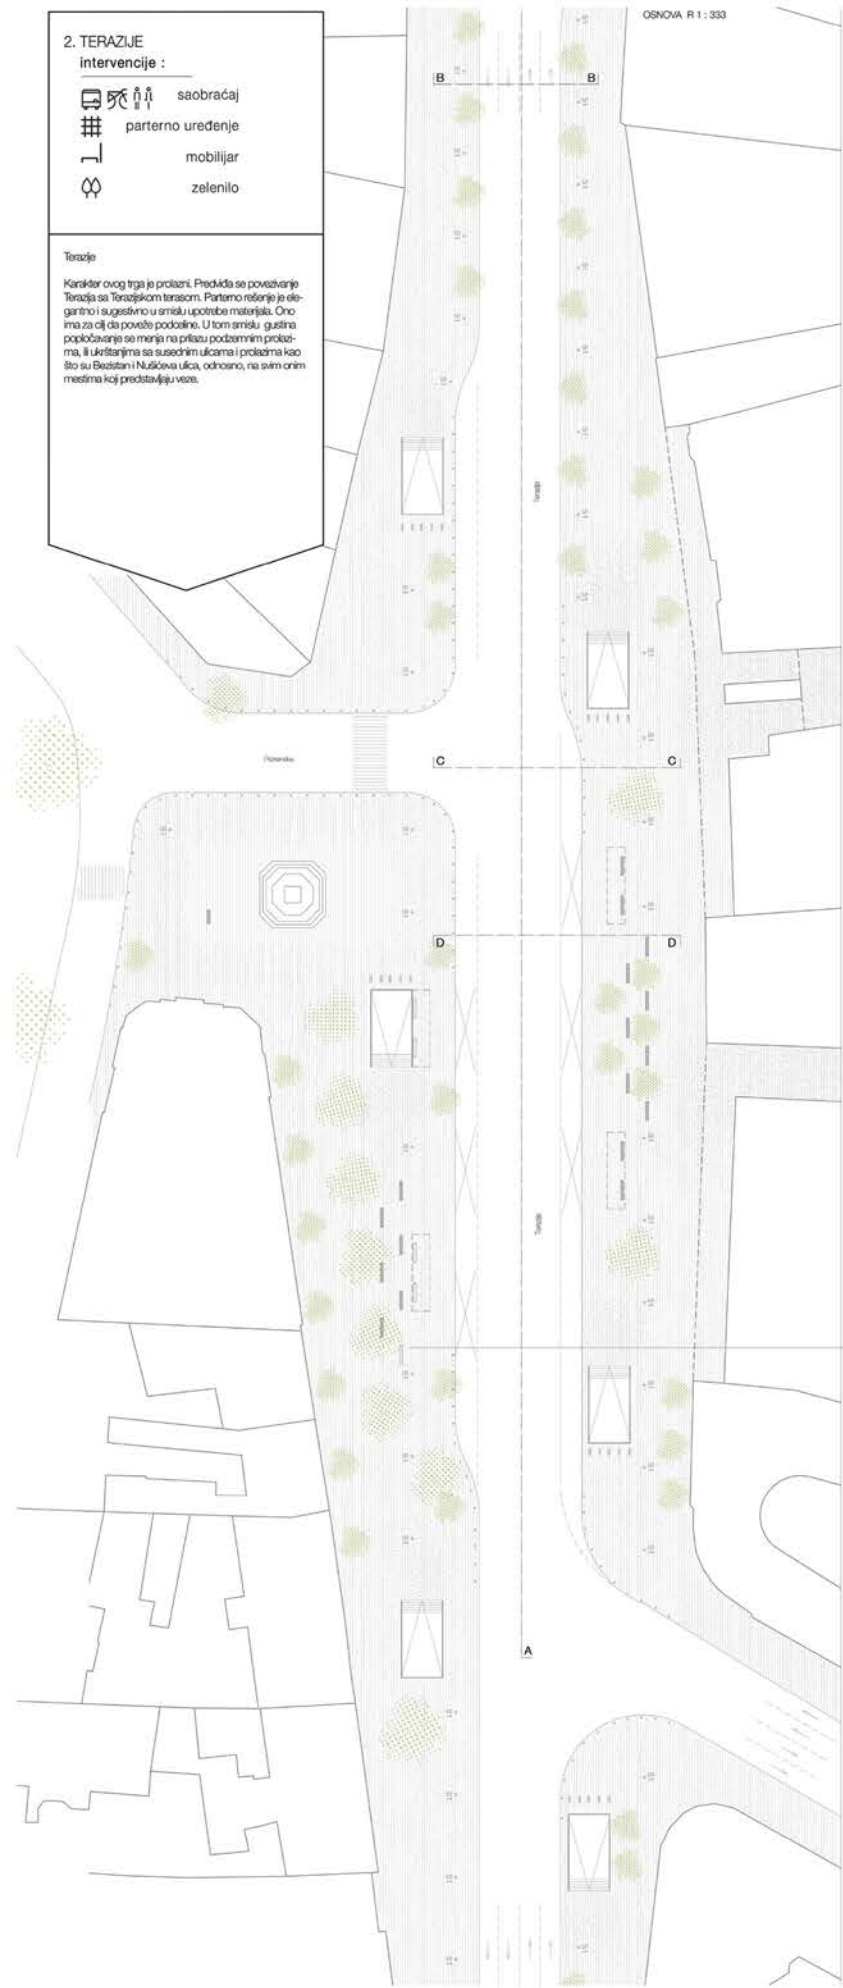 OSNOVA R 1 : 333
2. TERAZIJE
intervencije :
saobraćaj
parterno uređenje
mobilijar
zelenilo
Terazije
Karakter ovog trga je prolazni. Predviđa se povezivanje
Terazija sa Terazijskom terasom. Parterno rešenje je ele-
gantno i sugestivno u smislu upotrebe materijala. Ono
ima za cilj da poveže podceline. U tom smislu gustina
popločavanja se menja na prilazu podzemnim prolazi-
ma, ili ukrštanjima sa susednim ulicama i prolazima kao
što su Bezistan i Nušićeva ulica, odnosno, na svim onim
mestima koji predstavljaju veze.
B B
Terazije
C C
D D
Terazije
A